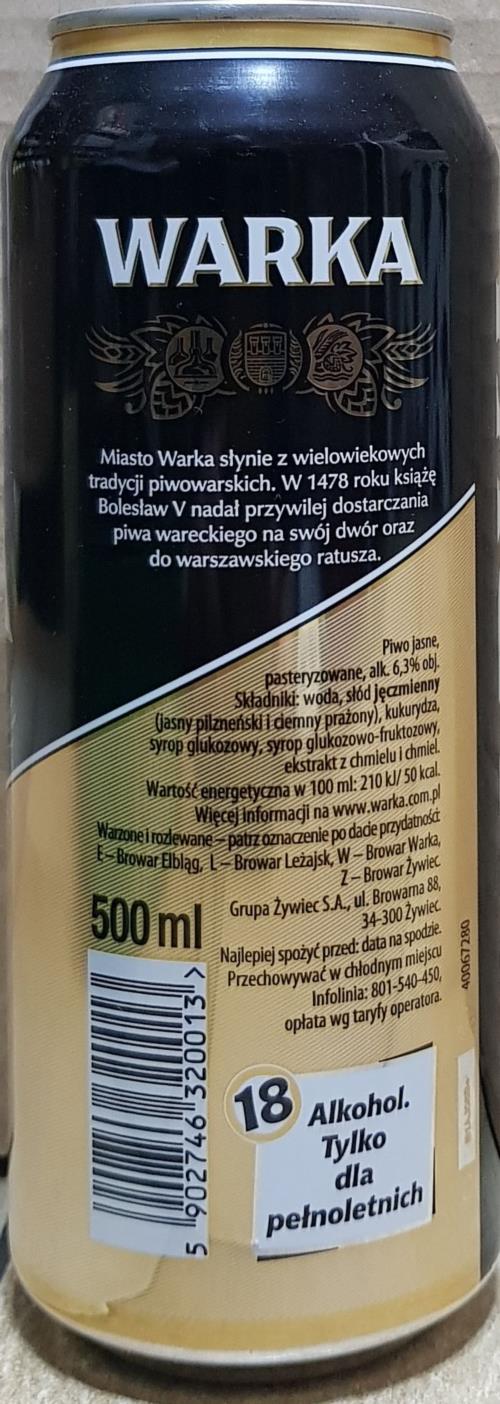 WARKA
Miasto Warka słynie z wielowiekowych
tradycji piwowarskich. W 1478 roku książę
Bolesław V nadał przywilej dostarczania
piwa wareckiego na swój dwór oraz
do warszawskiego ratusza.
Piwo jasne,
pasteryzowane, alk. 6,3% obj.
Składniki: woda, słód jęczmienny
(jasny pilzneński i ciemny prażony), kukurydza,
syrop glukozowy, syrop glukozowo-fruktozowy,
ekstrakt z chmielu i chmiel.
Wartość energetyczna w 100 ml: 210 kJ/ 50 kcal.
Więcej informacji na www.warka.com.pl
Warzone i rozlewane – patrz oznaczenie po dacie przydatności:
E – Browar Elbląg, L – Browar Leżajsk, W – Browar Warka,
Z – Browar Żywiec.
Grupa Żywiec S.A., ul. Browarna 88,
34-300 Żywiec.
Najlepiej spożyć przed: data na spodzie.
Przechowywać w chłodnym miejscu
Infolinia: 801-540-450,
opłata wg taryfy operatora.
500 ml
5 902746 320013 >
40067280
18
Alkohol.
Tylko
dla
pełnoletnich